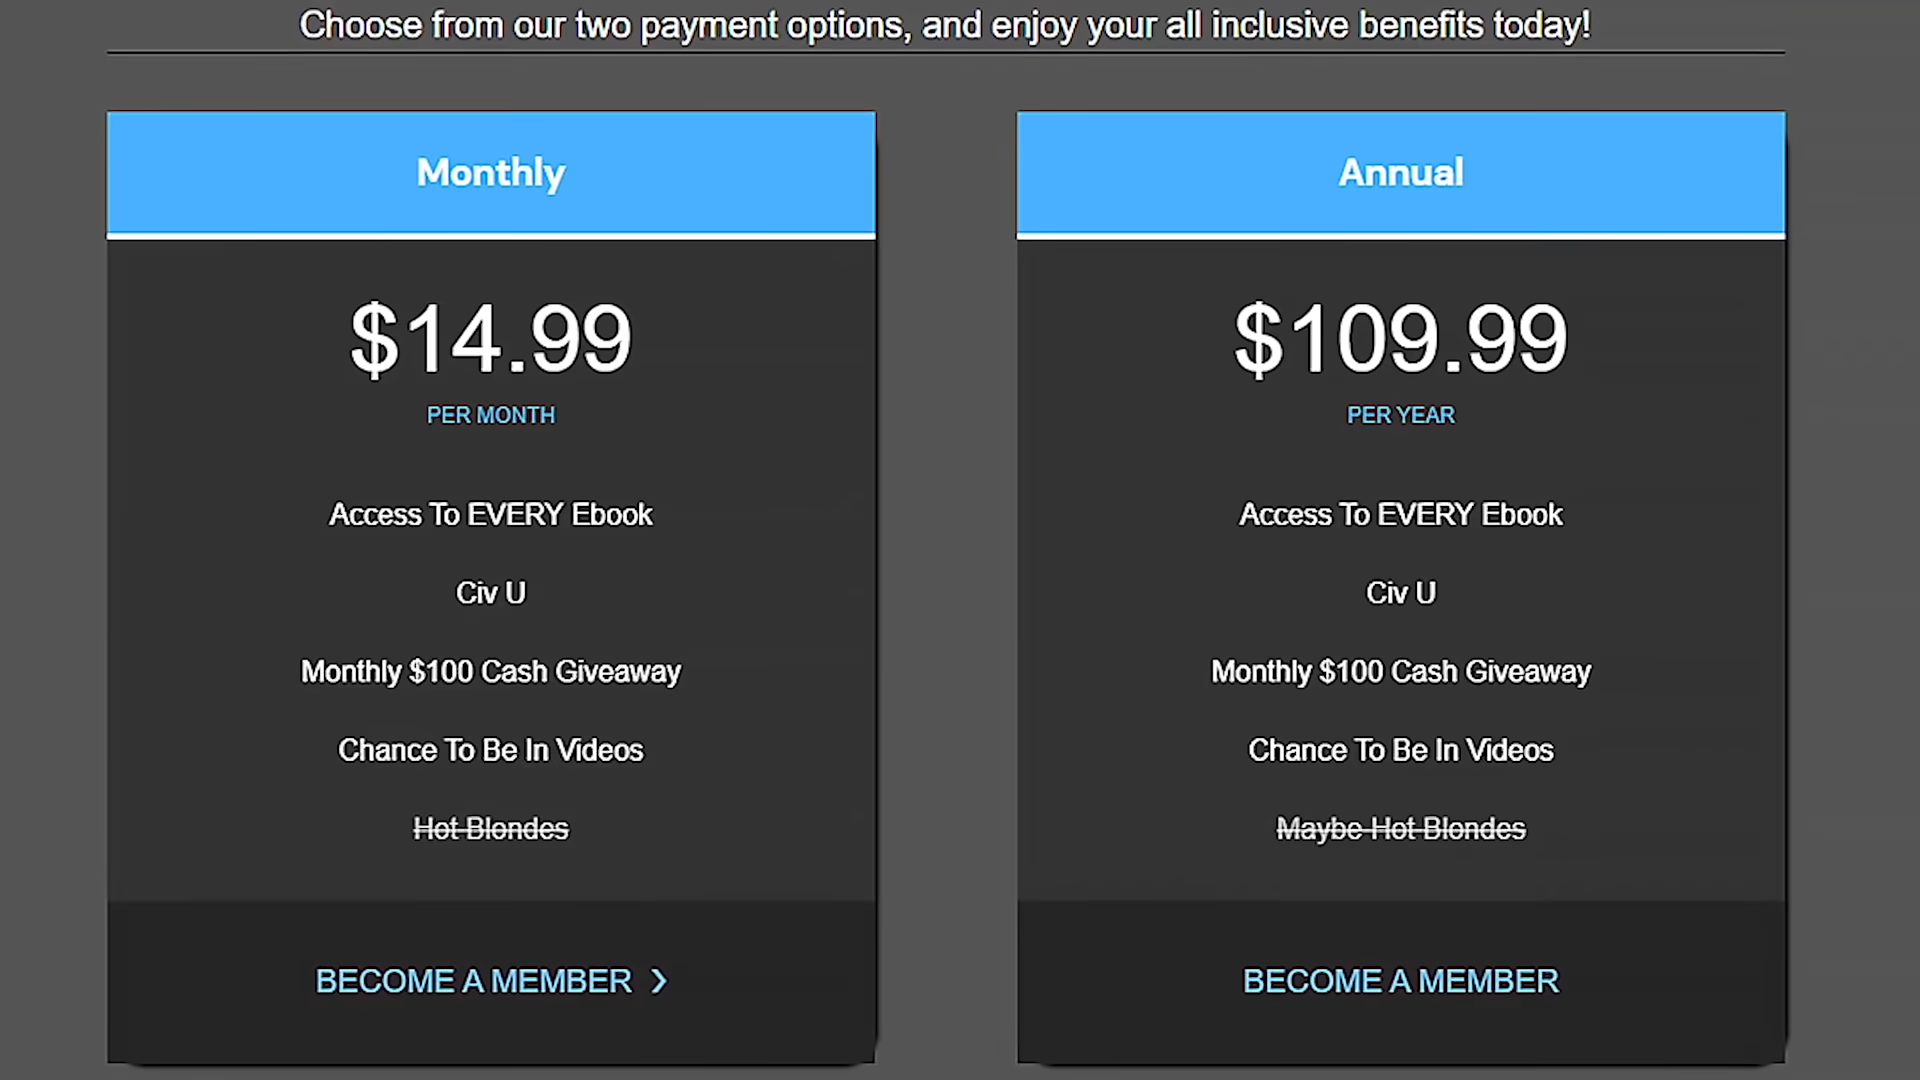 Choose from our two payment options, and enjoy your all inclusive benefits today!
Monthly
$14.99
PER MONTH
Access To EVERY Ebook
Civ U
Monthly $100 Cash Giveaway
Chance To Be In Videos
Hot Blondes
BECOME A MEMBER >
Annual
$109.99
PER YEAR
Access To EVERY Ebook
Civ U
Monthly $100 Cash Giveaway
Chance To Be In Videos
Maybe Hot Blondes
BECOME A MEMBER